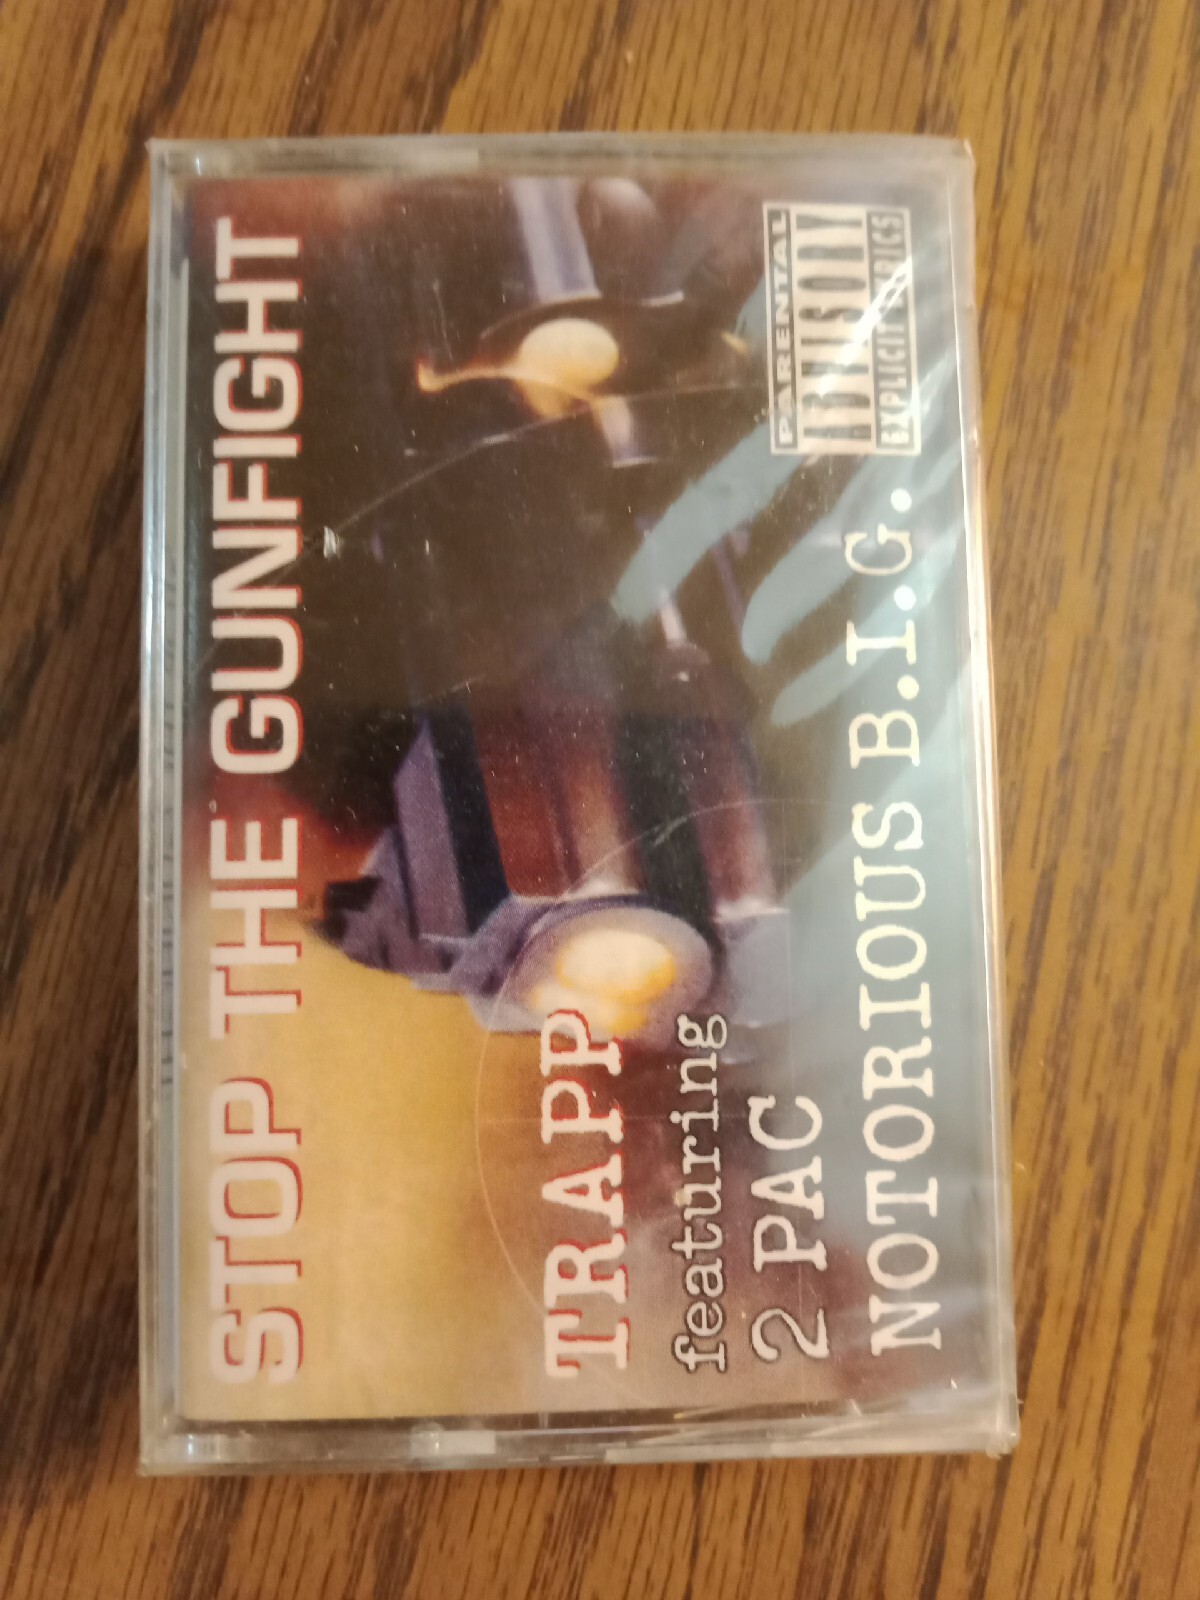 STOP THE GUNFIGHT
TRAPP
featuring
2 PAC
NOTORIOUS B.I.G.
PARENTAL
ADVISORY
EXPLICIT LYRICS